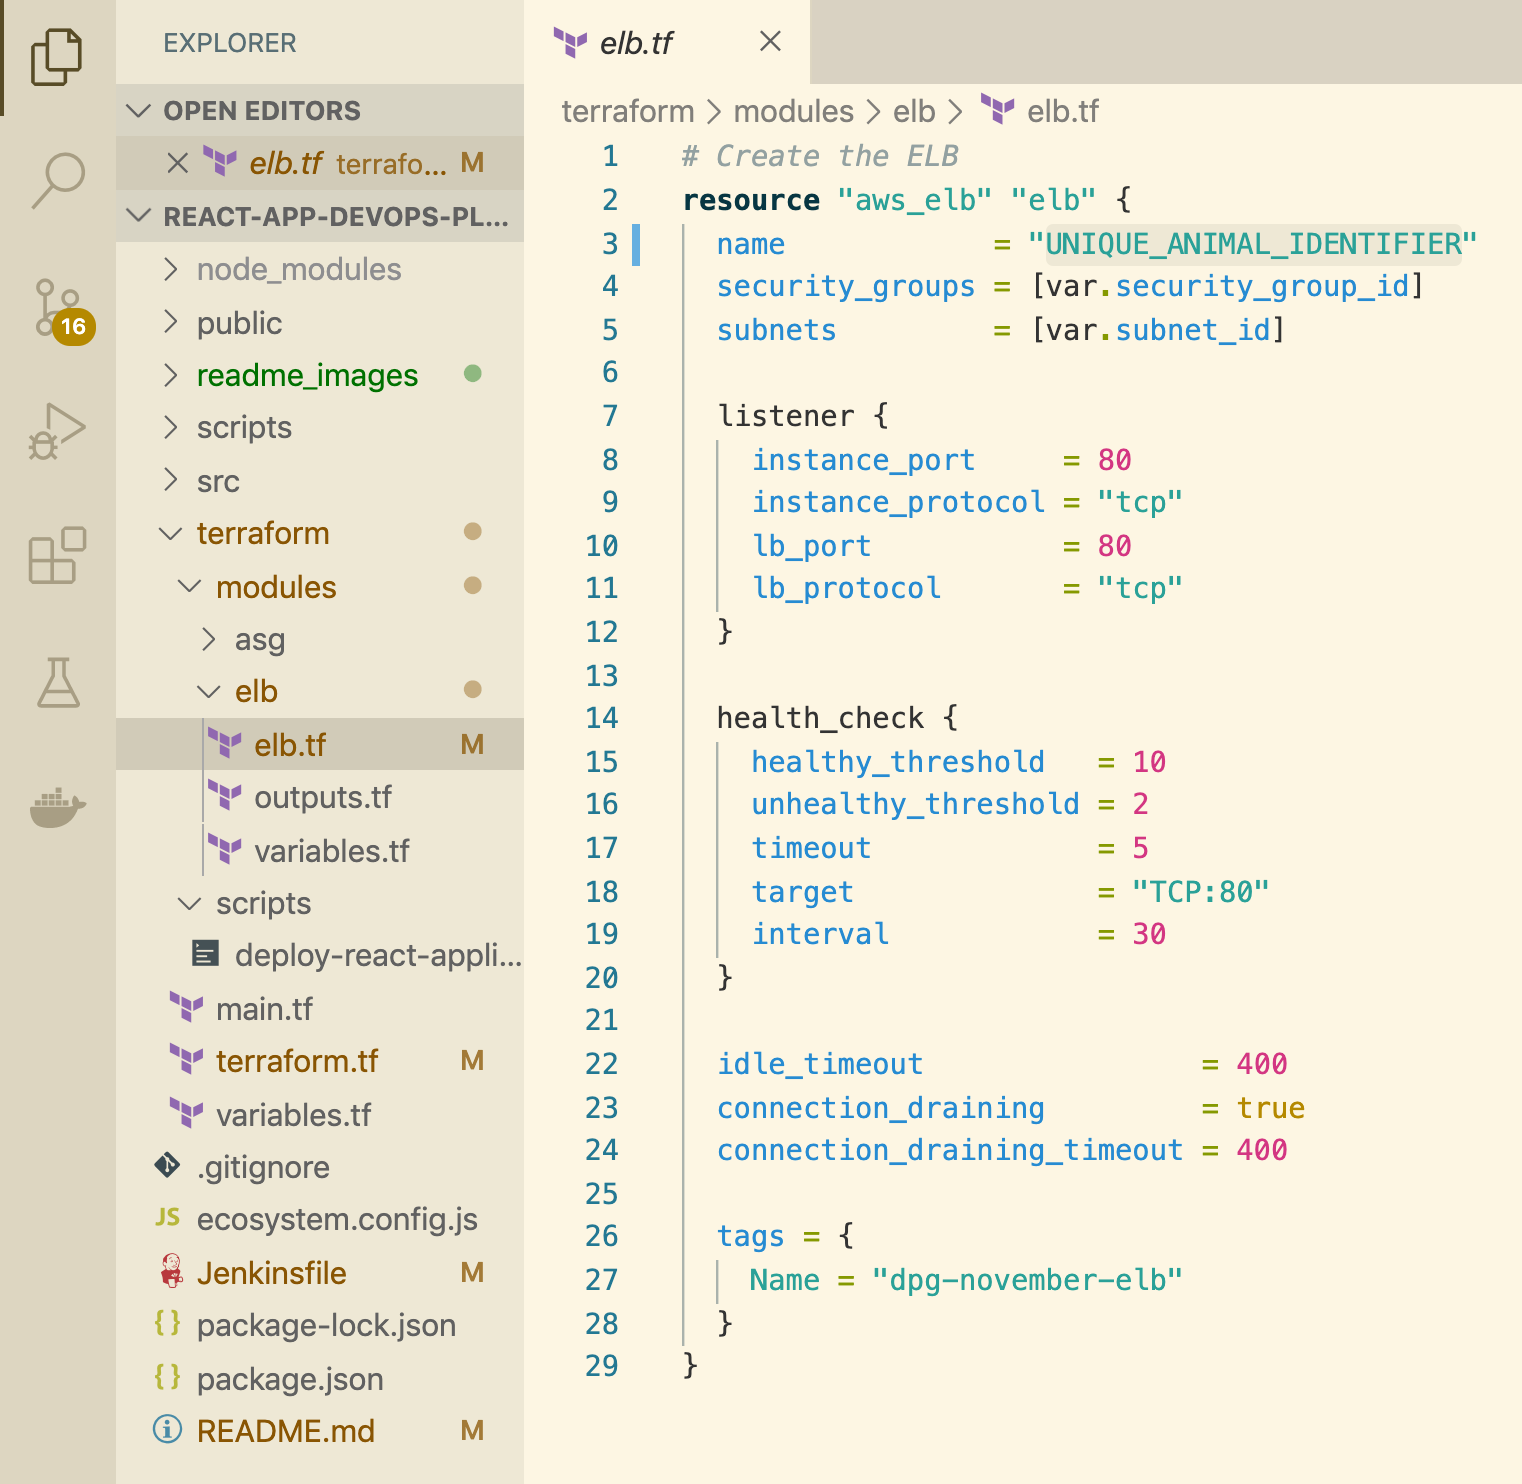 EXPLORER
OPEN EDITORS
elb.tf terrafo... M
REACT-APP-DEVOPS-PL...
node_modules
public
readme_images
scripts
src
terraform
modules
asg
elb
elb.tf M
outputs.tf
variables.tf
scripts
deploy-react-appli...
main.tf
terraform.tf M
variables.tf
.gitignore
JS ecosystem.config.js
Jenkinsfile M
{} package-lock.json
{} package.json
README.md M
16
elb.tf
terraform > modules > elb > elb.tf
1 # Create the ELB
2 resource "aws_elb" "elb" {
3 name = "UNIQUE_ANIMAL_IDENTIFIER"
4 security_groups = [var.security_group_id]
5 subnets = [var.subnet_id]
6
7 listener {
8 instance_port = 80
9 instance_protocol = "tcp"
10 lb_port = 80
11 lb_protocol = "tcp"
12 }
13
14 health_check {
15 healthy_threshold = 10
16 unhealthy_threshold = 2
17 timeout = 5
18 target = "TCP:80"
19 interval = 30
20 }
21
22 idle_timeout = 400
23 connection_draining = true
24 connection_draining_timeout = 400
25
26 tags = {
27 Name = "dpg-november-elb"
28 }
29 }